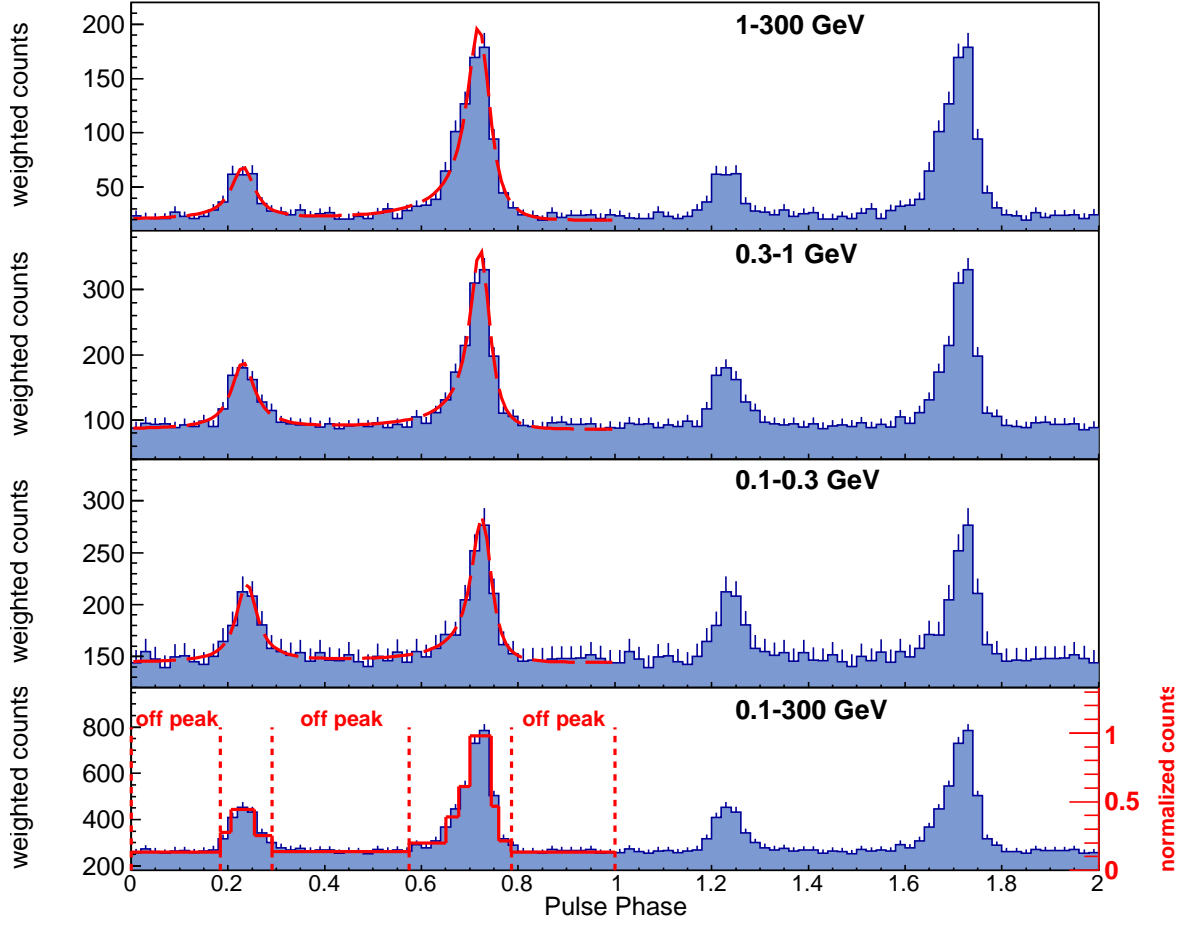 1-300 GeV
weighted counts
200
150
100
50
0.3-1 GeV
weighted counts
300
200
100
0.1-0.3 GeV
weighted counts
300
250
200
150
0.1-300 GeV
off peak
off peak
off peak
weighted counts
800
600
400
200
normalized counts
1
0.5
0
0 0.2 0.4 0.6 0.8 1 1.2 1.4 1.6 1.8 2
Pulse Phase